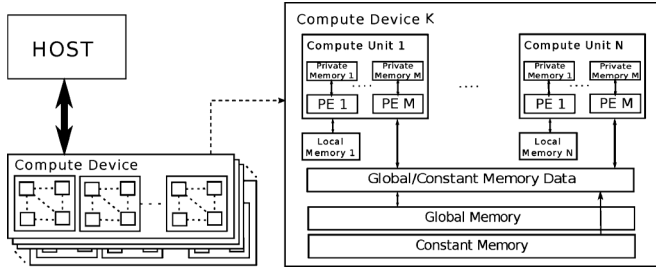 HOST
Compute Device
Compute Device K
Compute Unit 1
Private
Memory 1
Private
Memory M
PE 1
PE M
Local
Memory 1
Compute Unit N
Private
Memory 1
Private
Memory M
PE 1
PE M
Local
Memory N
Global/Constant Memory Data
Global Memory
Constant Memory